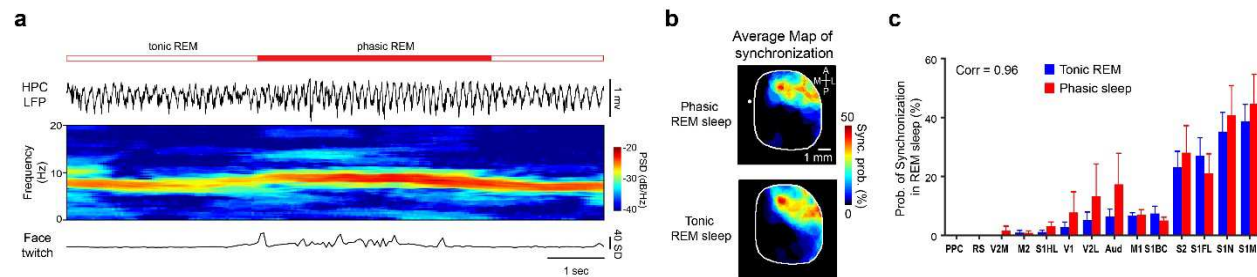 a
tonic REM
phasic REM
HPC
LFP
1 mv
20
10
0
Frequency
(Hz)
-20
-40
PSD (dB/Hz)
Face
twitch
40 SD
1 sec
b
Average Map of
synchronization
Phasic
REM sleep
A
M L
P
1 mm
50
0
Sync. prob. (%)
Tonic
REM sleep
c
Corr = 0.96
Tonic REM
Phasic sleep
Prob. of Synchronization
in REM sleep (%)
60
40
20
0
PPC RS V2M M2 S1HL V1 V2L Aud M1 S1BC S2 S1FL S1N S1M